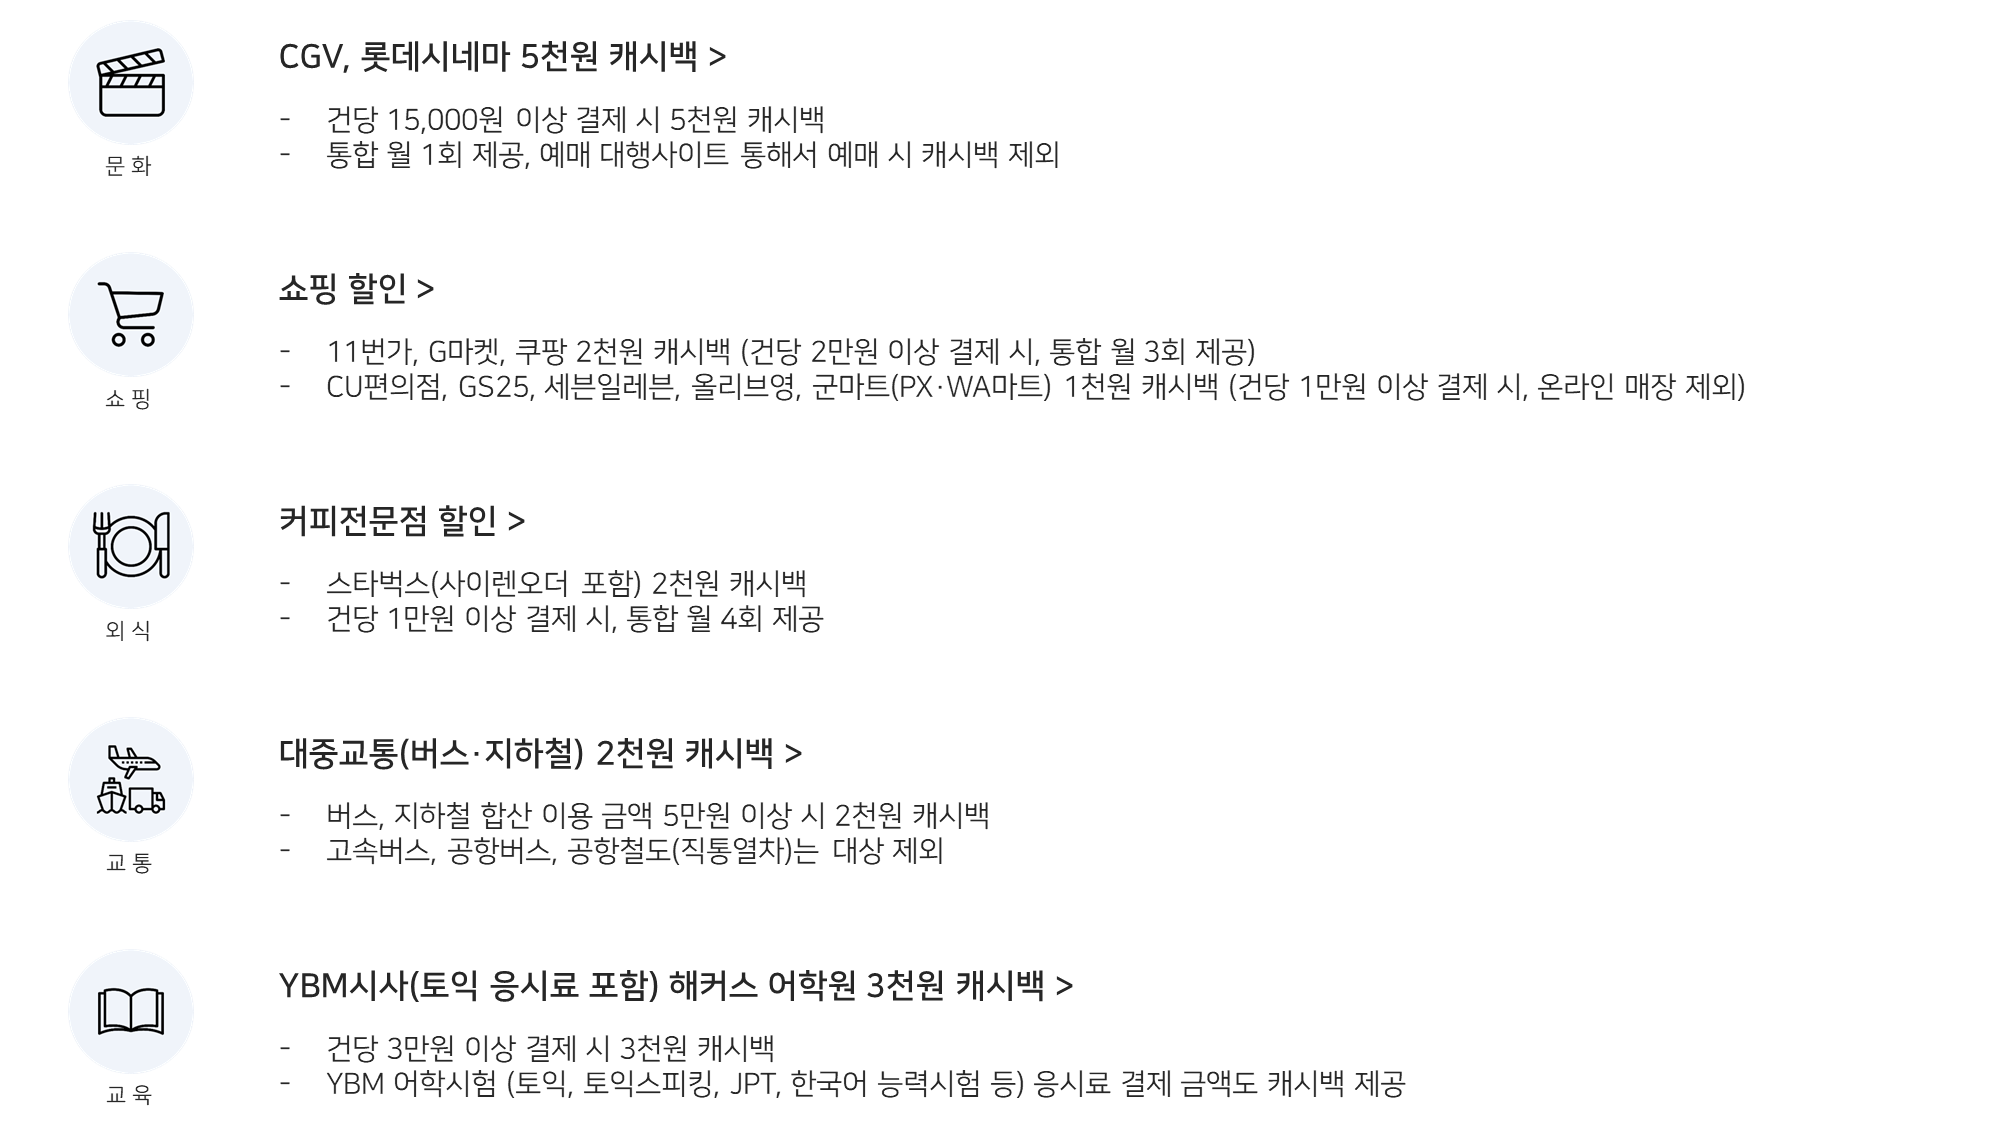 CGV, 롯데시네마 5천원 캐시백 >
- 건당 15,000원 이상 결제 시 5천원 캐시백
- 통합 월 1회 제공, 예매 대행사이트 통해서 예매 시 캐시백 제외
문 화
쇼핑 할인 >
- 11번가, G마켓, 쿠팡 2천원 캐시백 (건당 2만원 이상 결제 시, 통합 월 3회 제공)
- CU편의점, GS25, 세븐일레븐, 올리브영, 군마트(PX·WA마트) 1천원 캐시백 (건당 1만원 이상 결제 시, 온라인 매장 제외)
쇼 핑
커피전문점 할인 >
- 스타벅스(사이렌오더 포함) 2천원 캐시백
- 건당 1만원 이상 결제 시, 통합 월 4회 제공
외 식
대중교통(버스·지하철) 2천원 캐시백 >
- 버스, 지하철 합산 이용 금액 5만원 이상 시 2천원 캐시백
- 고속버스, 공항버스, 공항철도(직통열차)는 대상 제외
교 통
YBM시사(토익 응시료 포함) 해커스 어학원 3천원 캐시백 >
- 건당 3만원 이상 결제 시 3천원 캐시백
- YBM 어학시험 (토익, 토익스피킹, JPT, 한국어 능력시험 등) 응시료 결제 금액도 캐시백 제공
교 육